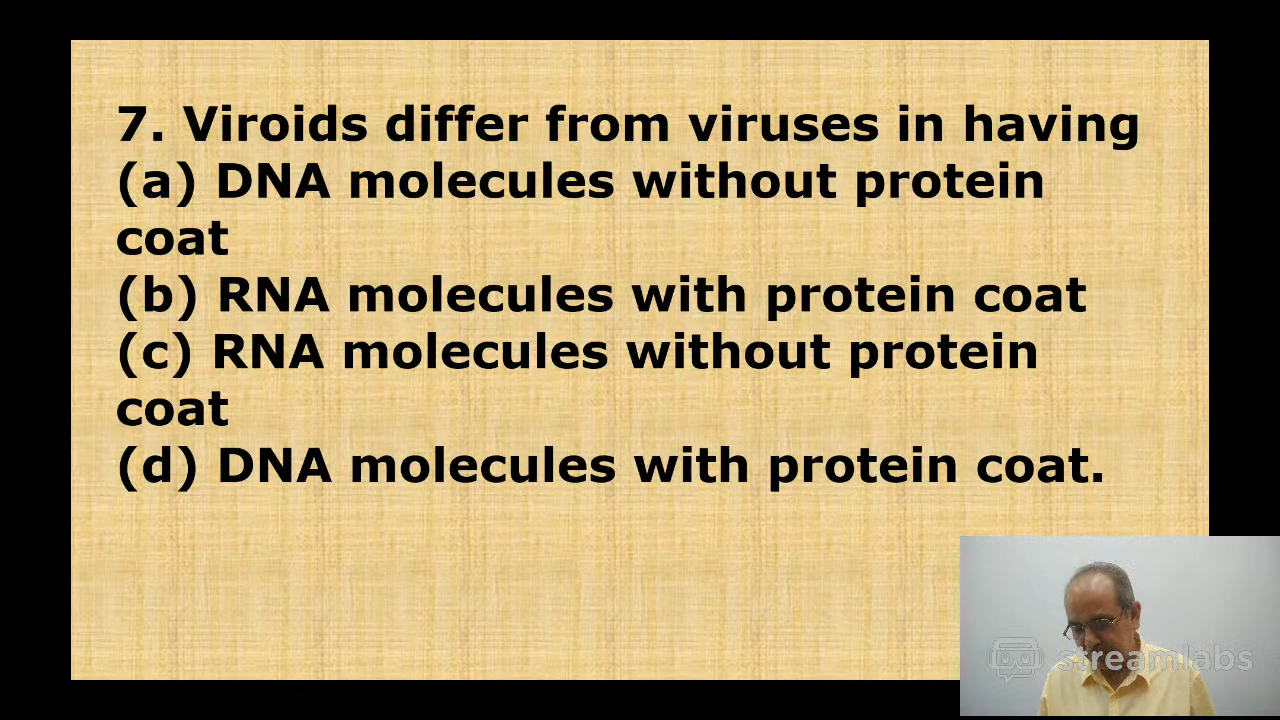 7. Viroids differ from viruses in having
(a) DNA molecules without protein
coat
(b) RNA molecules with protein coat
(c) RNA molecules without protein
coat
(d) DNA molecules with protein coat.
streamlabs